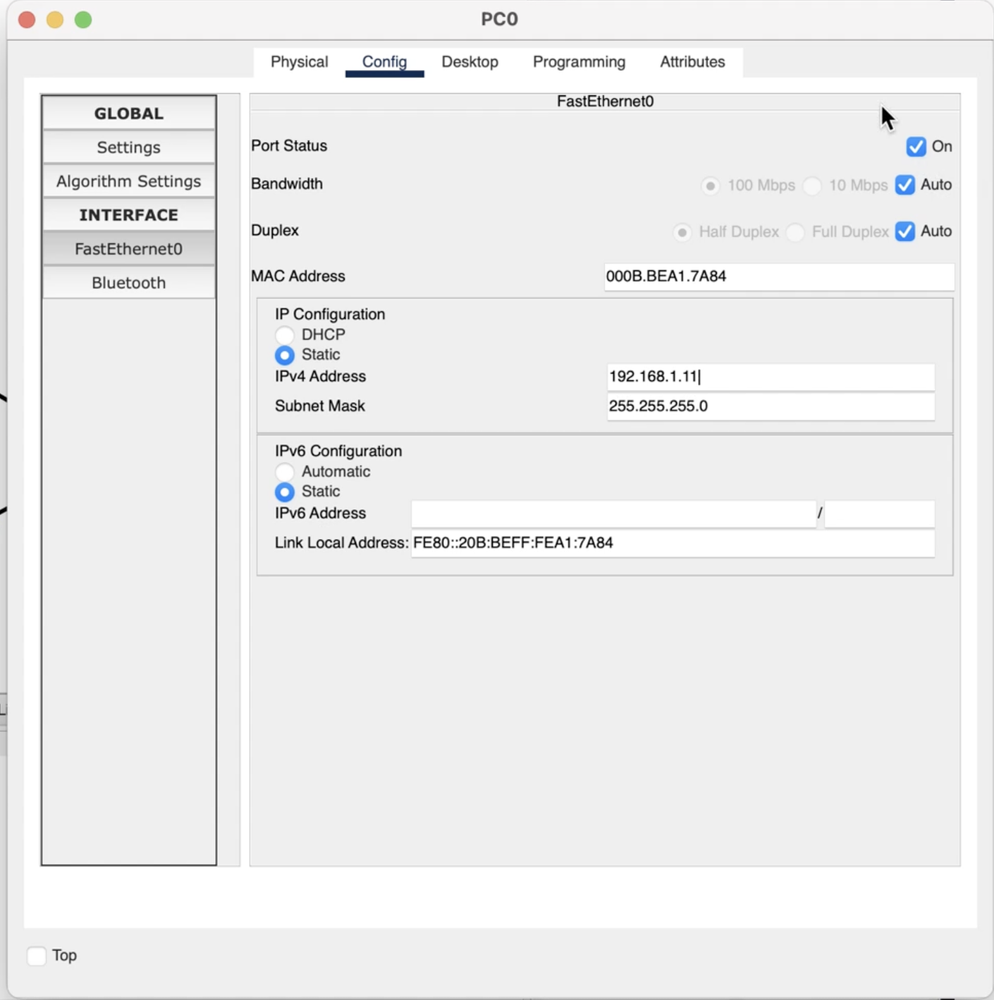 PC0
Physical Config Desktop Programming Attributes
GLOBAL
Settings
Algorithm Settings
INTERFACE
FastEthernet0
Bluetooth
FastEthernet0
Port Status On
Bandwidth 100 Mbps 10 Mbps Auto
Duplex Half Duplex Full Duplex Auto
MAC Address 000B.BEA1.7A84
IP Configuration
DHCP
Static
IPv4 Address 192.168.1.11
Subnet Mask 255.255.255.0
IPv6 Configuration
Automatic
Static
IPv6 Address /
Link Local Address: FE80::20B:BEFF:FEA1:7A84
Top